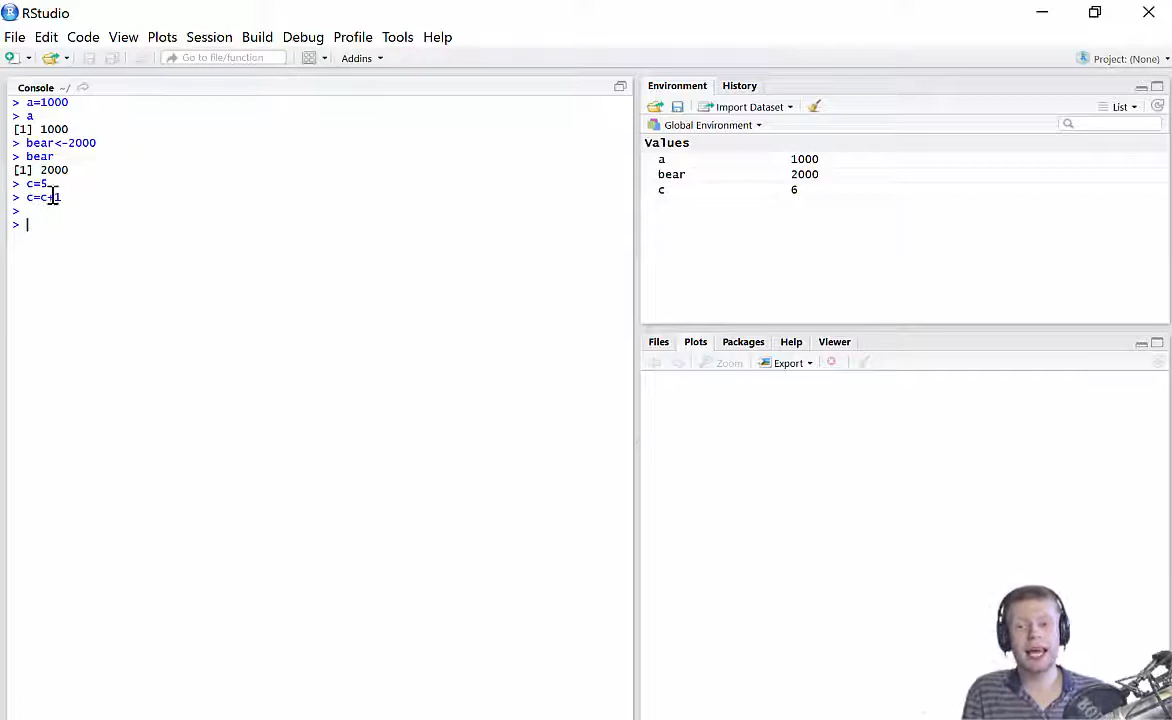 RStudio
File Edit Code View Plots Session Build Debug Profile Tools Help
Go to file/function Addins Project: (None)
Console ~/
> a=1000
> a
[1] 1000
> bear<-2000
> bear
[1] 2000
> c=5
> c=c+1
>
>
Environment History
Import Dataset List
Global Environment
Values
a 1000
bear 2000
c 6
Files Plots Packages Help Viewer
Zoom Export